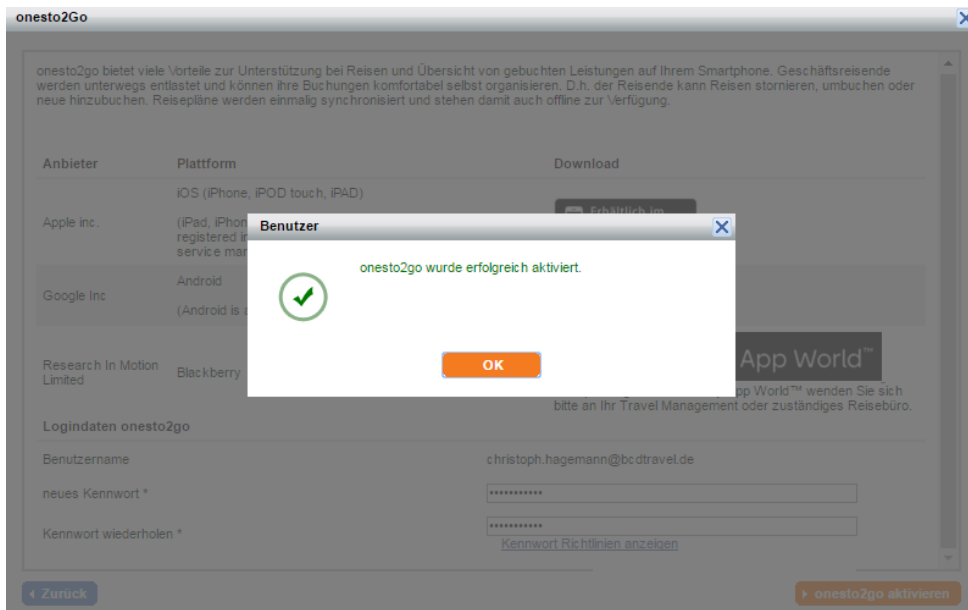 onesto2Go
onesto2go bietet viele Vorteile zur Unterstützung bei Reisen und Übersicht von gebuchten Leistungen auf Ihrem Smartphone. Geschäftsreisende
werden unterwegs entlastet und können ihre Buchungen komfortabel selbst organisieren. D.h. der Reisende kann Reisen stornieren, umbuchen oder
neue hinzubuchen. Reisepläne werden einmalig synchronisiert und stehen damit auch offline zur Verfügung.
Anbieter Plattform Download
iOS (iPhone, iPOD touch, iPAD)
Erhältlich im
Apple inc. (iPad, iPhon
registered in
service mar
Benutzer
onesto2go wurde erfolgreich aktiviert.
OK
Android
Google Inc
(Android is
App World™
Research In Motion
Limited
Blackberry
App World™ wenden Sie sich
bitte an Ihr Travel Management oder zuständiges Reisebüro.
Logindaten onesto2go
Benutzername christoph.hagemann@bcdtravel.de
neues Kennwort * •••••••••••
Kennwort wiederholen * •••••••••••
Kennwort Richtlinien anzeigen
Zurück onesto2go aktivieren